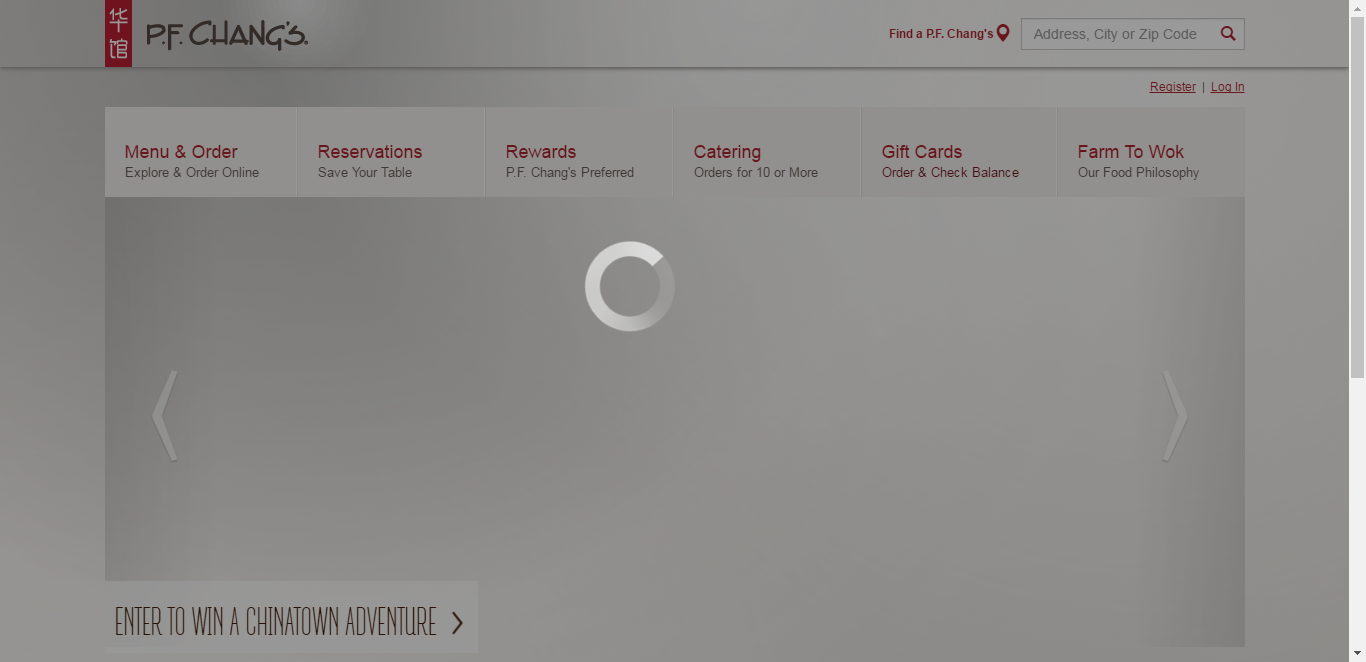 华馆
P.F. CHANG'S.
Find a P.F. Chang's
Address, City or Zip Code
Register | Log In
Menu & Order
Explore & Order Online
Reservations
Save Your Table
Rewards
P.F. Chang's Preferred
Catering
Orders for 10 or More
Gift Cards
Order & Check Balance
Farm To Wok
Our Food Philosophy
ENTER TO WIN A CHINATOWN ADVENTURE